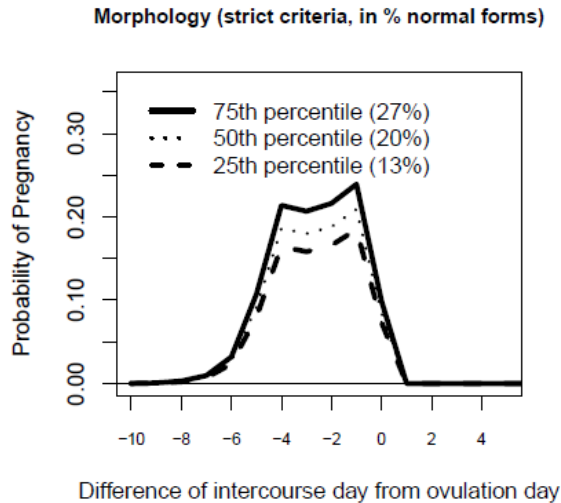 Morphology (strict criteria, in % normal forms)
75th percentile (27%)
50th percentile (20%)
25th percentile (13%)
Probability of Pregnancy
0.30
0.20
0.10
0.00
−10 −8 −6 −4 −2 0 2 4
Difference of intercourse day from ovulation day